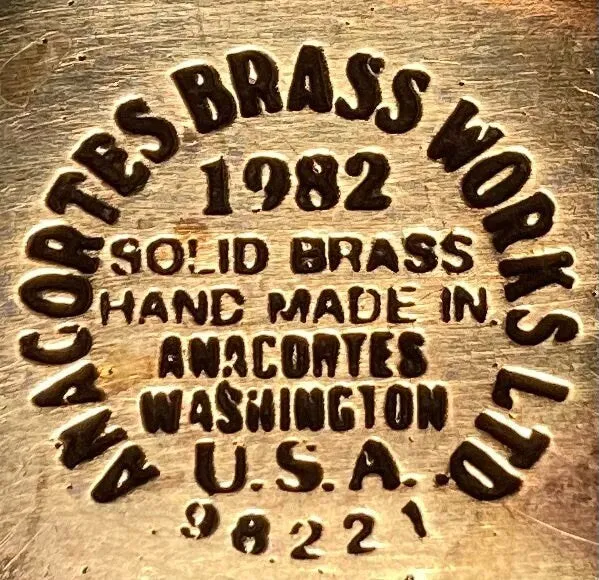 ANACORTES BRASS WORKS LTD
1982
SOLID BRASS
HAND MADE IN
ANACORTES
WASHINGTON
U.S.A.
98221